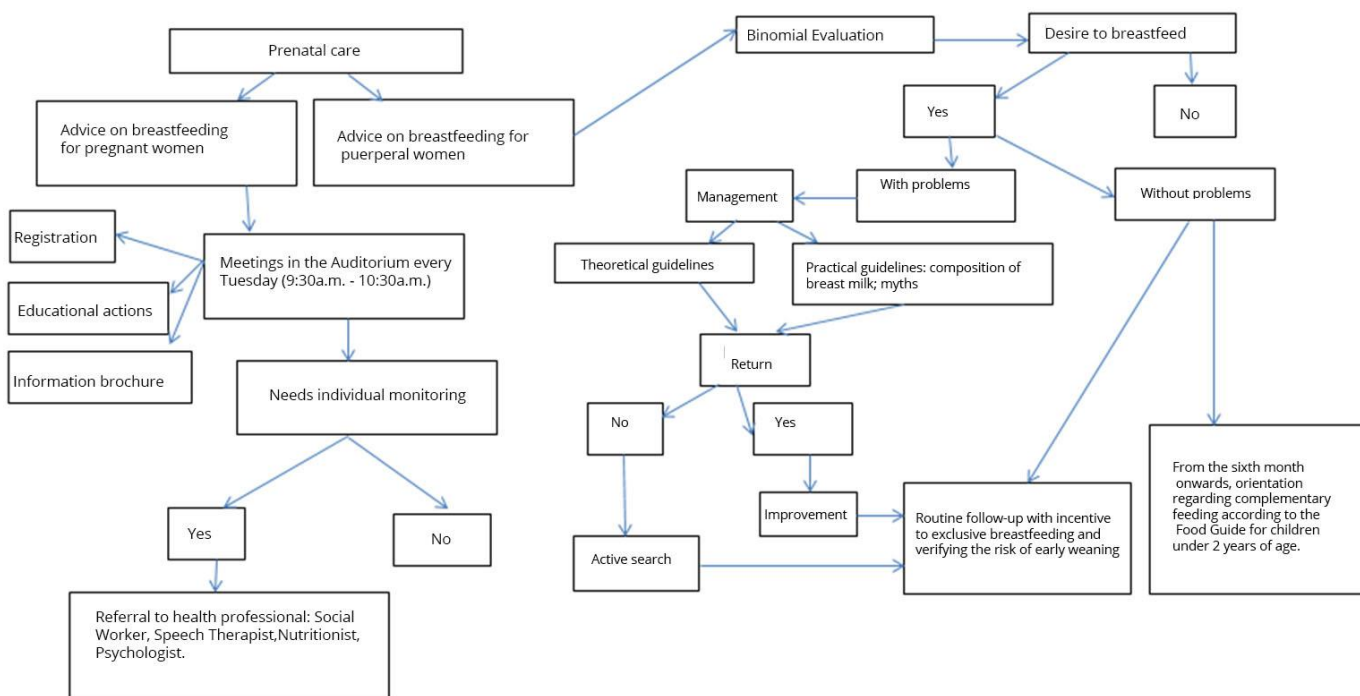 Prenatal care
Advice on breastfeeding
for pregnant women
Advice on breastfeeding for
puerperal women
Registration
Educational actions
Information brochure
Meetings in the Auditorium every
Tuesday (9:30a.m. - 10:30a.m.)
Needs individual monitoring
Yes
No
Referral to health professional: Social
Worker, Speech Therapist,Nutritionist,
Psychologist.
Binomial Evaluation
Desire to breastfeed
Yes
No
With problems
Without problems
Management
Theoretical guidelines
Practical guidelines: composition of
breast milk; myths
Return
No
Yes
Improvement
Active search
Routine follow-up with incentive
to exclusive breastfeeding and
verifying the risk of early weaning
From the sixth month
onwards, orientation
regarding complementary
feeding according to the
Food Guide for children
under 2 years of age.